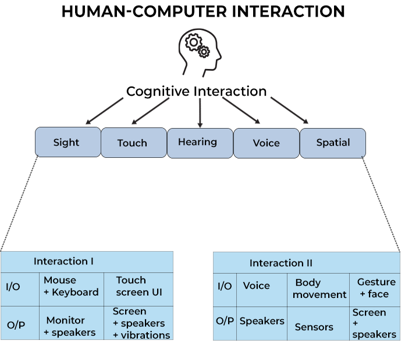 HUMAN-COMPUTER INTERACTION
Cognitive Interaction
Sight Touch Hearing Voice Spatial
Interaction I
I/O Mouse + Keyboard Touch screen UI
O/P Monitor + speakers Screen + speakers + vibrations
Interaction II
I/O Voice Body movement Gesture + face
O/P Speakers Sensors Screen + speakers